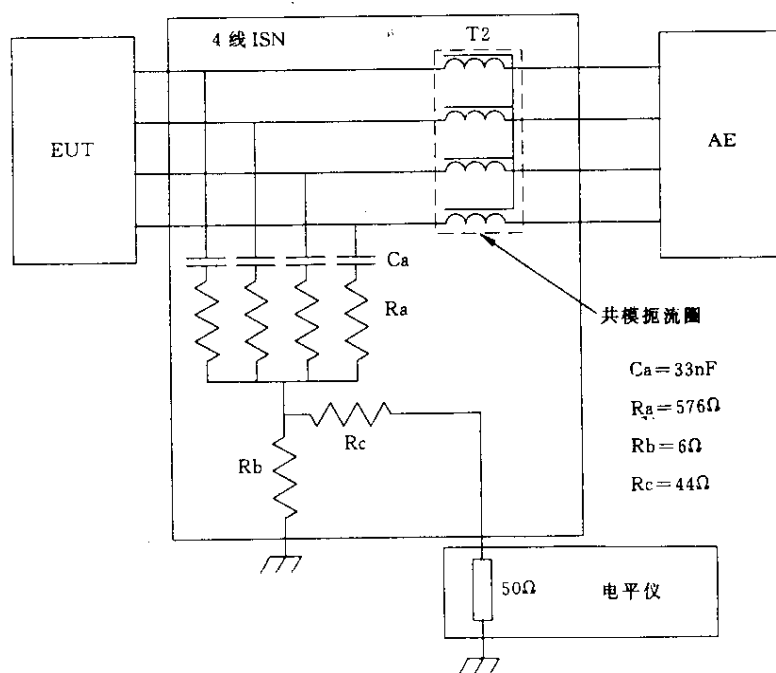 4 线 ISN
T2
EUT
AE
Ca
Ra
共模扼流圈
Ca=33nF
Ra=576Ω
Rb=6Ω
Rc=44Ω
Rc
Rb
50Ω
电平仪